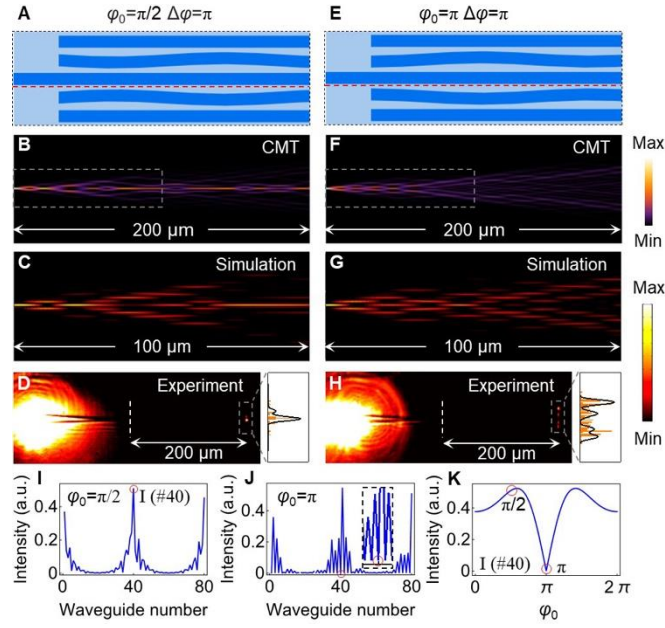 A φ₀=π/2 Δφ=π
E φ₀=π Δφ=π
B CMT
200 μm
F CMT
200 μm
Max
Min
C Simulation
100 μm
G Simulation
100 μm
Max
Min
D Experiment
200 μm
H Experiment
200 μm
I φ₀=π/2
I (#40)
Intensity (a.u.)
0.4
0.2
0
0 40 80
Waveguide number
J φ₀=π
Intensity (a.u.)
0.4
0.2
0
0 40 80
Waveguide number
K
Intensity (a.u.)
0.4
0.2
0
π/2
I (#40)
π
0 π 2 π
φ₀